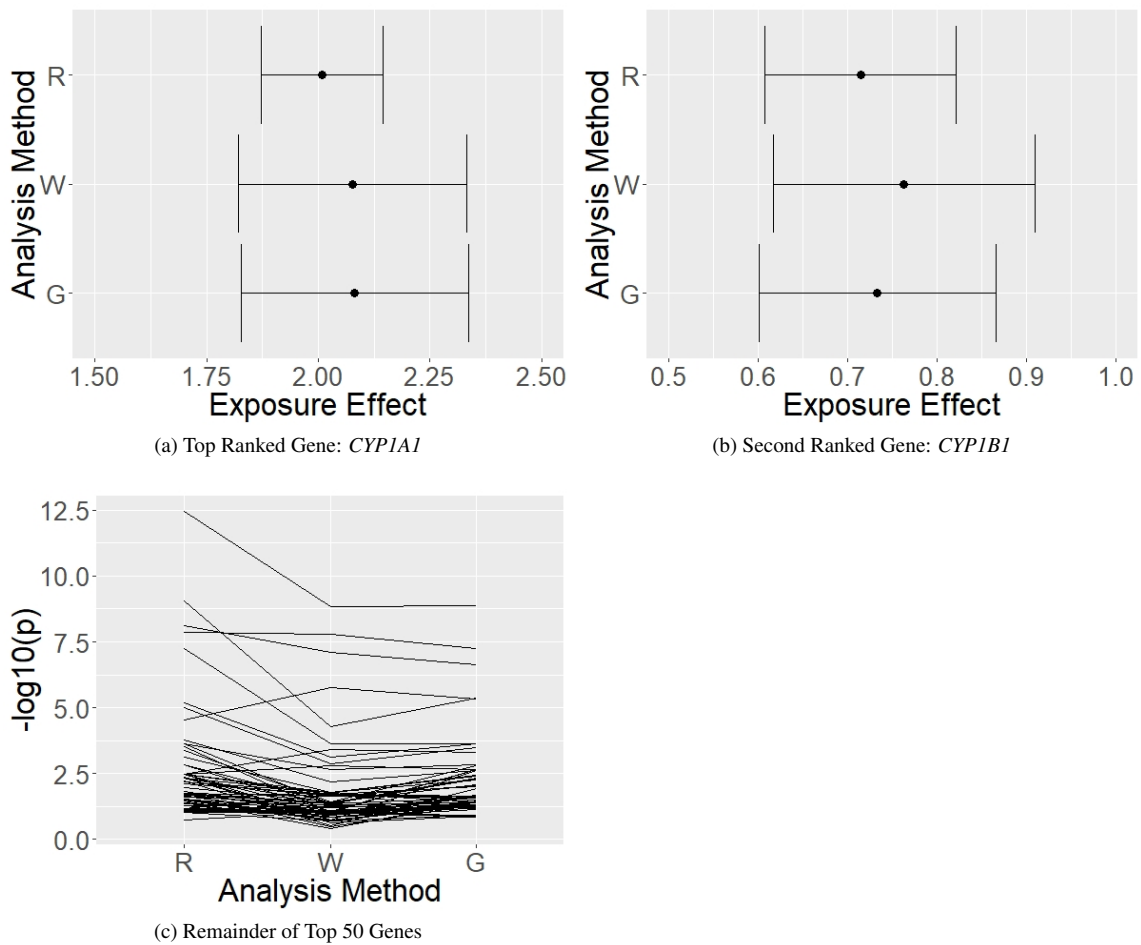 Analysis Method
R
W
G
1.50 1.75 2.00 2.25 2.50
Exposure Effect
(a) Top Ranked Gene: CYP1A1
Analysis Method
R
W
G
0.5 0.6 0.7 0.8 0.9 1.0
Exposure Effect
(b) Second Ranked Gene: CYP1B1
-log10(p)
12.5
10.0
7.5
5.0
2.5
0.0
R W G
Analysis Method
(c) Remainder of Top 50 Genes